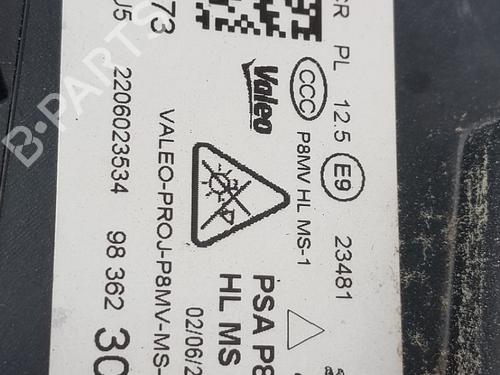 CR PL 12.5 E9 23481
CCC P8MV HL MS-1
Valeo
PSA P8
HL MS
02/06/2
73 VALEO-PROJ-P8MV-MS-
U5 2206023534 98 362 30
B-PARTS